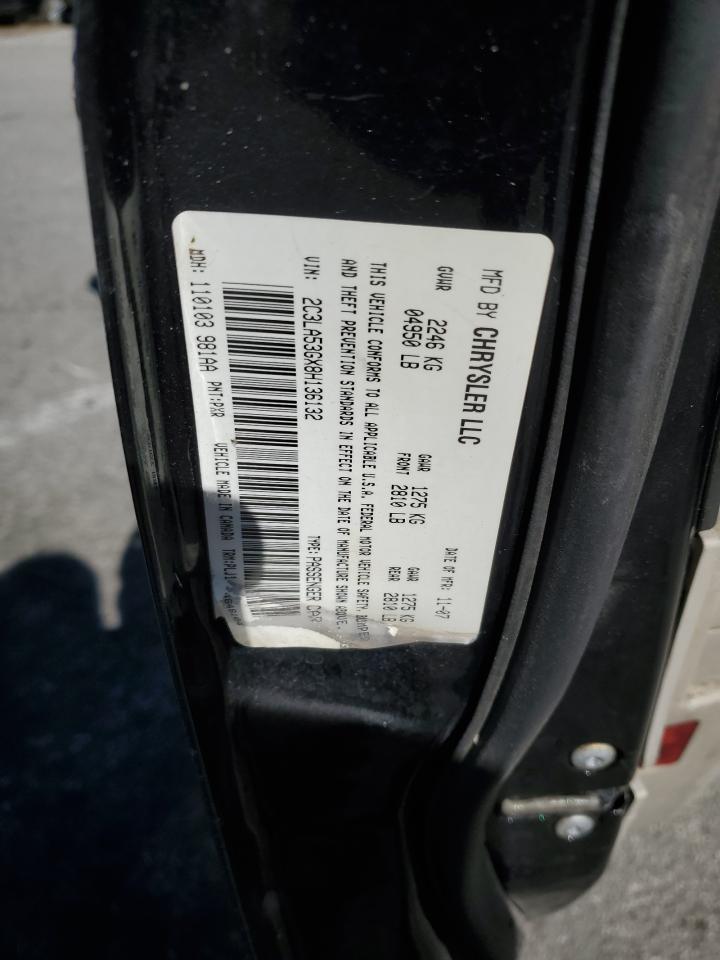 MFD BY CHRYSLER LLC
DATE OF MFR: 11-07
GVWR 2246 KG
04950 LB
GAWR FRONT 1275 KG
2810 LB
GAWR REAR 1275 KG
2810 LB
THIS VEHICLE CONFORMS TO ALL APPLICABLE U.S.A. FEDERAL MOTOR VEHICLE SAFETY, BUMPER
AND THEFT PREVENTION STANDARDS IN EFFECT ON THE DATE OF MANUFACTURE SHOWN ABOVE.
VIN: 2C3LA53GX8H136132
TYPE: PASSENGER CAR
MDH: 110103 981AA PNT:PXR
VEHICLE MADE IN CANADA TRM:PLJ1